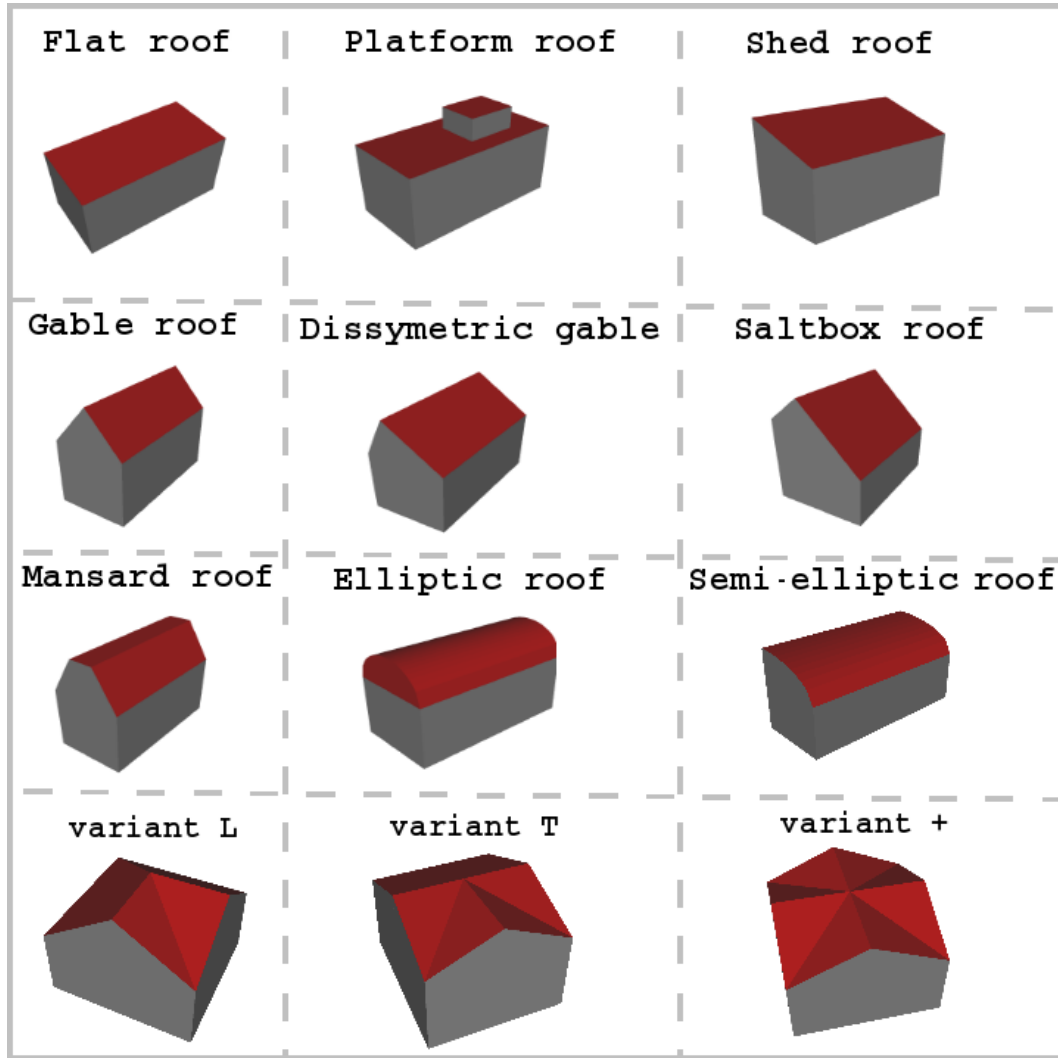 Flat roof
Platform roof
Shed roof
Gable roof
Dissymetric gable
Saltbox roof
Mansard roof
Elliptic roof
Semi-elliptic roof
variant L
variant T
variant +